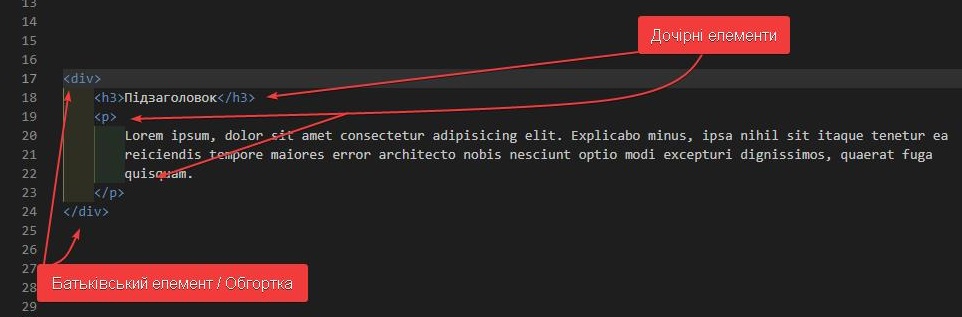 13
14
Дочірні елементи
15
16
17 <div>
18 <h3>Підзаголовок</h3>
19 <p>
20 Lorem ipsum, dolor sit amet consectetur adipisicing elit. Explicabo minus, ipsa nihil sit itaque tenetur ea
21 reiciendis tempore maiores error architecto nobis nesciunt optio modi excepturi dignissimos, quaerat fuga
22 quisquam.
23 </p>
24 </div>
25
26
27
Батьківський елемент / Обгортка
28
29